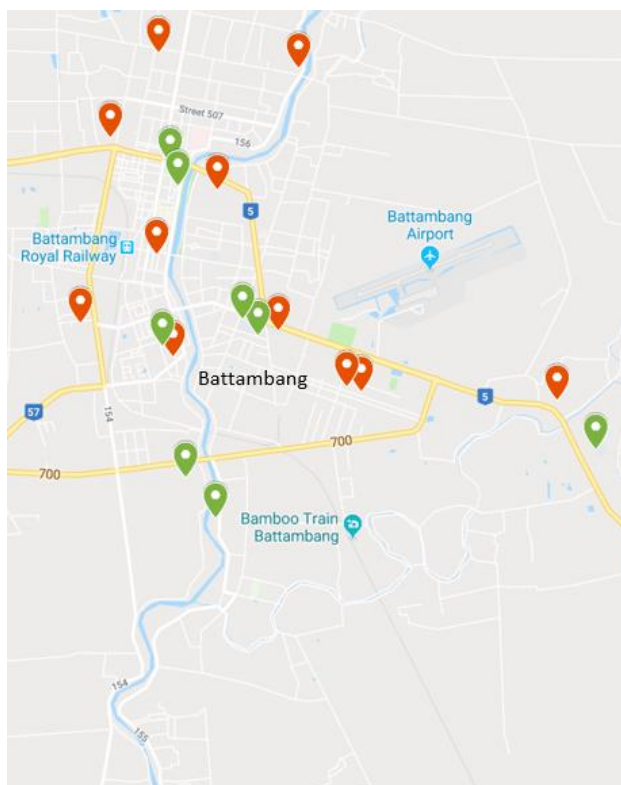 Street 507
156
5
Battambang
Airport
Battambang
Royal Railway
Battambang
5
57
154
700
700
Bamboo Train
Battambang
154
155